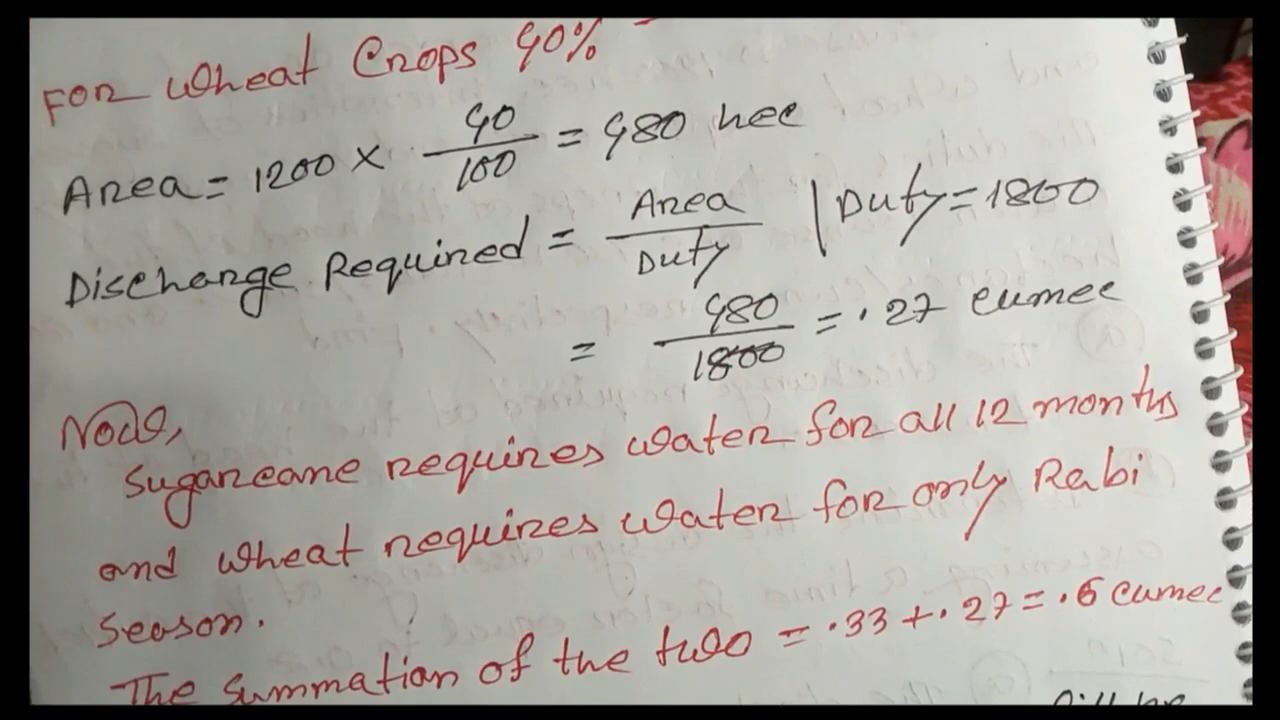 For Wheat Crops 40%
Area = 1200 × 40/100 = 480 hec
Discharge Required = Area/Duty | Duty = 1800
= 480/1800 = .27 cumec
Now,
Sugarcane requires water for all 12 months
and wheat requires water for only Rabi
Season.
The summation of the two = .33 + .27 = .6 cumec